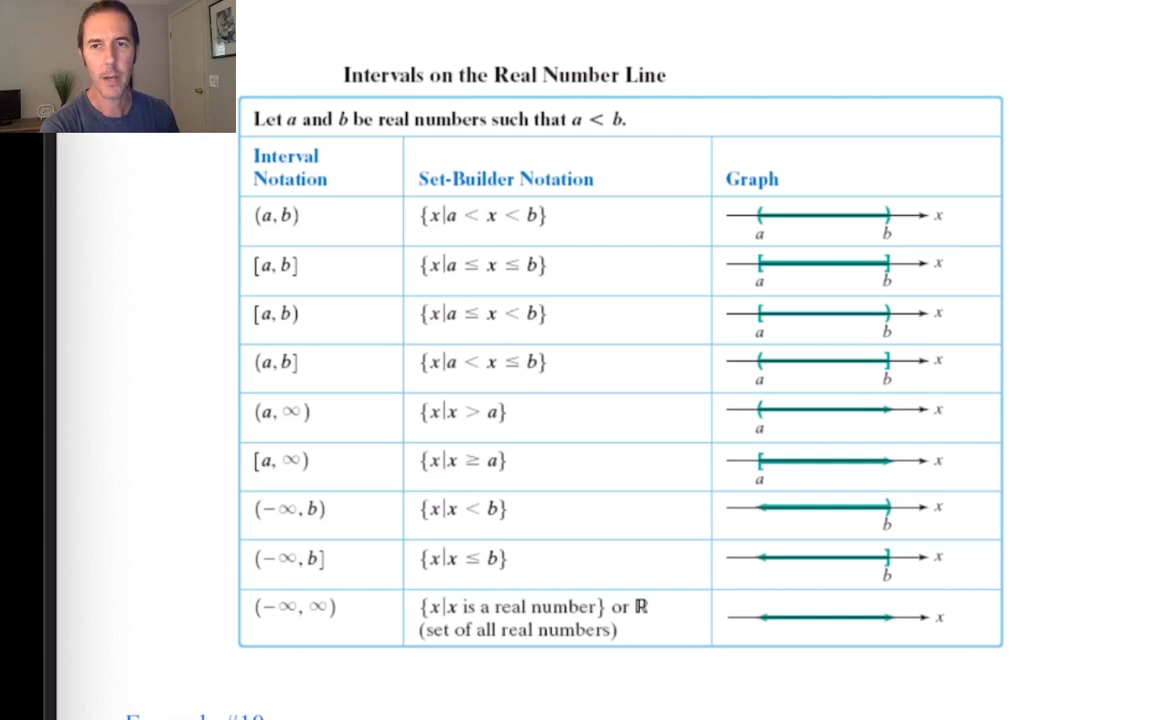 Intervals on the Real Number Line
Let a and b be real numbers such that a < b.
Interval
Notation
Set-Builder Notation
Graph
(a, b)
{x|a < x < b}
x
a
b
[a, b]
{x|a ≤ x ≤ b}
x
a
b
[a, b)
{x|a ≤ x < b}
x
a
b
(a, b]
{x|a < x ≤ b}
x
a
b
(a, ∞)
{x|x > a}
x
a
[a, ∞)
{x|x ≥ a}
x
a
(−∞, b)
{x|x < b}
x
b
(−∞, b]
{x|x ≤ b}
x
b
(−∞, ∞)
{x|x is a real number} or ℝ
(set of all real numbers)
x